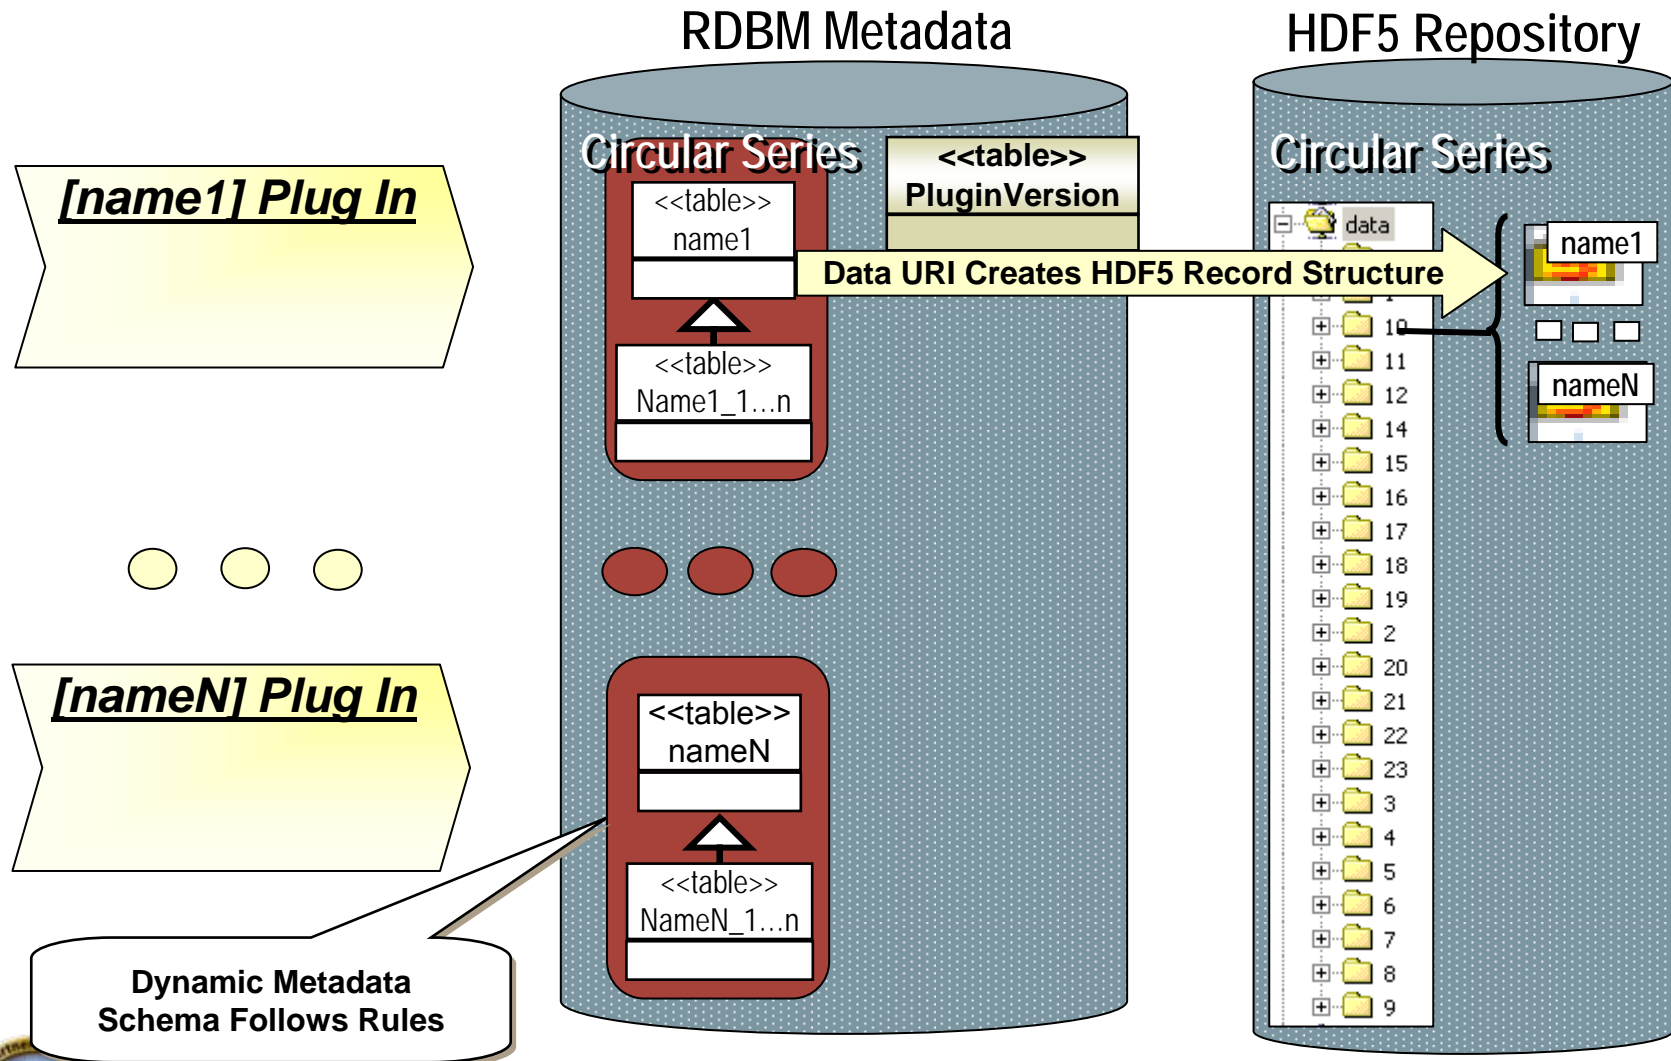 RDBM Metadata
HDF5 Repository
[name1] Plug In
Circular Series
<<table>>
name1
<<table>>
Name1_1...n
<<table>>
PluginVersion
Data URI Creates HDF5 Record Structure
Circular Series
data
10
11
12
14
15
16
17
18
19
2
20
21
22
23
3
4
5
6
7
8
9
name1
nameN
[nameN] Plug In
<<table>>
nameN
<<table>>
NameN_1...n
Dynamic Metadata
Schema Follows Rules